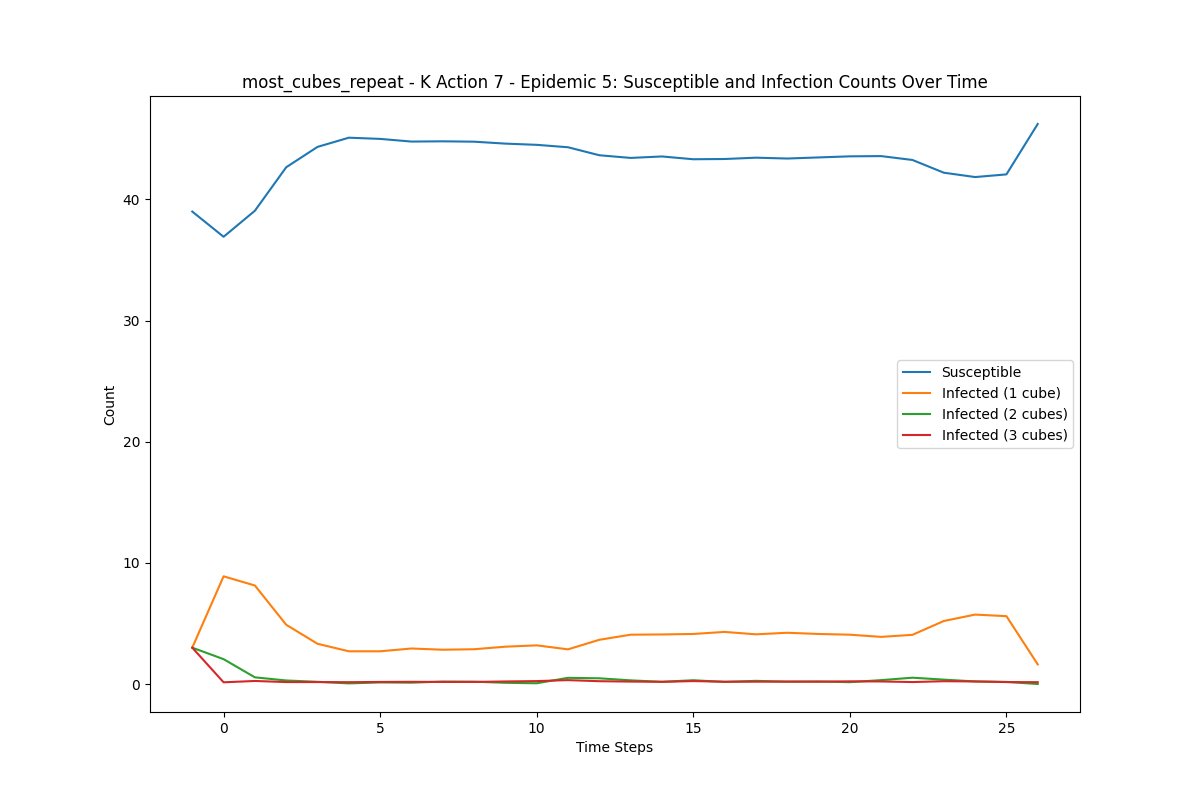 most_cubes_repeat - K Action 7 - Epidemic 5: Susceptible and Infection Counts Over Time
40
30
20
10
0
Count
Susceptible
Infected (1 cube)
Infected (2 cubes)
Infected (3 cubes)
0 5 10 15 20 25
Time Steps